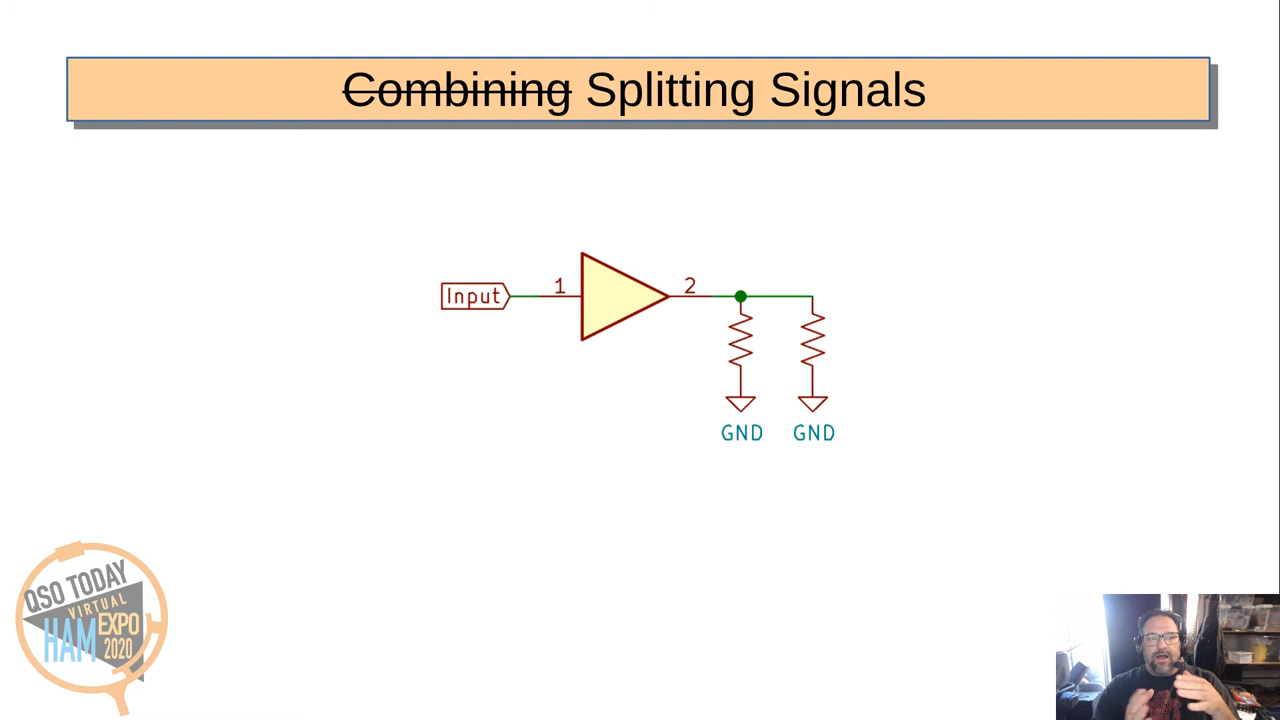 Combining Splitting Signals
Input
1
2
GND
GND
QSO TODAY
VIRTUAL
HAM EXPO
2020